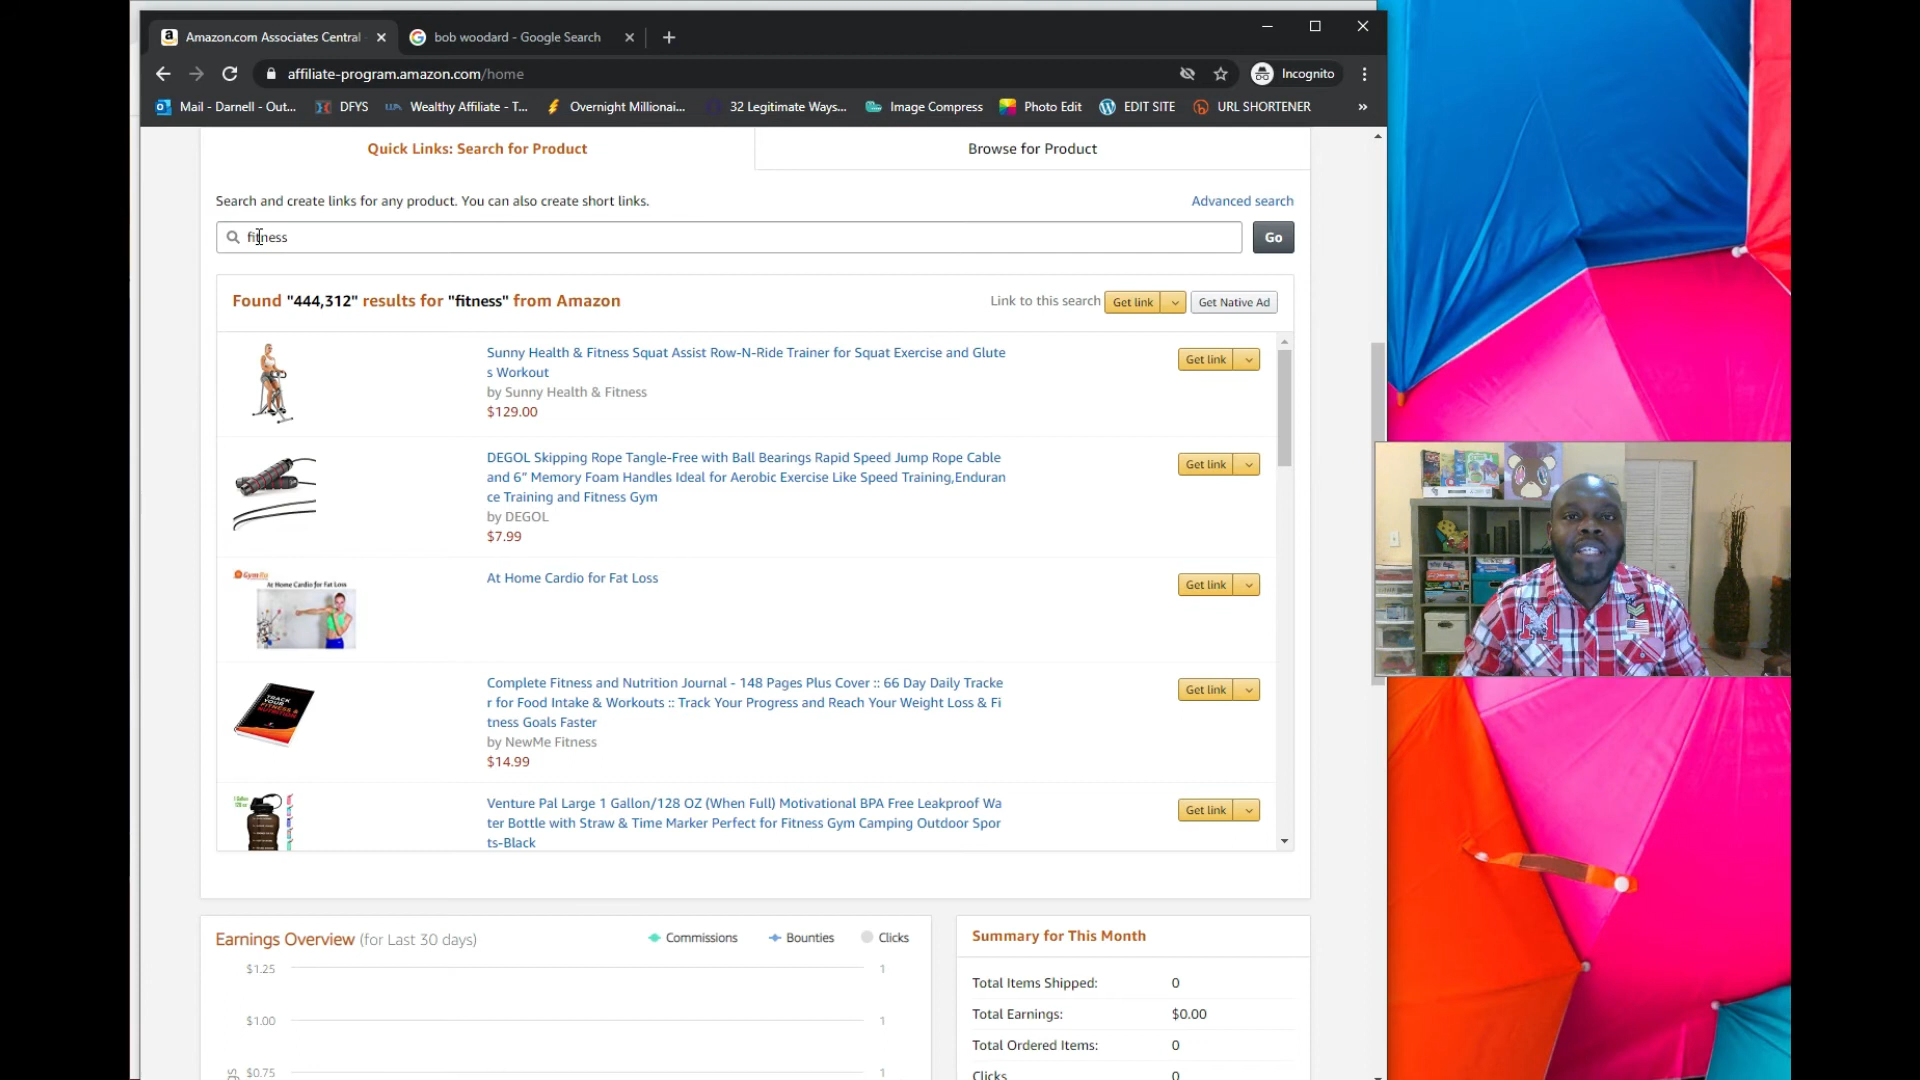 Amazon.com Associates Central
bob woodard - Google Search
affiliate-program.amazon.com/home
Incognito
Mail - Darnell - Out...
DFYS
Wealthy Affiliate - T...
Overnight Millionai...
32 Legitimate Ways...
Image Compress
Photo Edit
EDIT SITE
URL SHORTENER
»
Quick Links: Search for Product
Browse for Product
Search and create links for any product. You can also create short links.
Advanced search
fitness
Go
Found "444,312" results for "fitness" from Amazon
Link to this search
Get link
Get Native Ad
Sunny Health & Fitness Squat Assist Row-N-Ride Trainer for Squat Exercise and Glute
s Workout
by Sunny Health & Fitness
$129.00
Get link
DEGOL Skipping Rope Tangle-Free with Ball Bearings Rapid Speed Jump Rope Cable
and 6” Memory Foam Handles Ideal for Aerobic Exercise Like Speed Training,Enduran
ce Training and Fitness Gym
by DEGOL
$7.99
Get link
GymRa
At Home Cardio for Fat Loss
At Home Cardio for Fat Loss
Get link
TRACK
YOUR
FITNESS &
NUTRITION
Complete Fitness and Nutrition Journal - 148 Pages Plus Cover :: 66 Day Daily Tracke
r for Food Intake & Workouts :: Track Your Progress and Reach Your Weight Loss & Fi
tness Goals Faster
by NewMe Fitness
$14.99
Get link
Venture Pal Large 1 Gallon/128 OZ (When Full) Motivational BPA Free Leakproof Wa
ter Bottle with Straw & Time Marker Perfect for Fitness Gym Camping Outdoor Spor
ts-Black
Get link
Earnings Overview (for Last 30 days)
Commissions
Bounties
Clicks
$1.25
1
$1.00
1
$0.75
1
Summary for This Month
Total Items Shipped: 0
Total Earnings: $0.00
Total Ordered Items: 0
Clicks 0